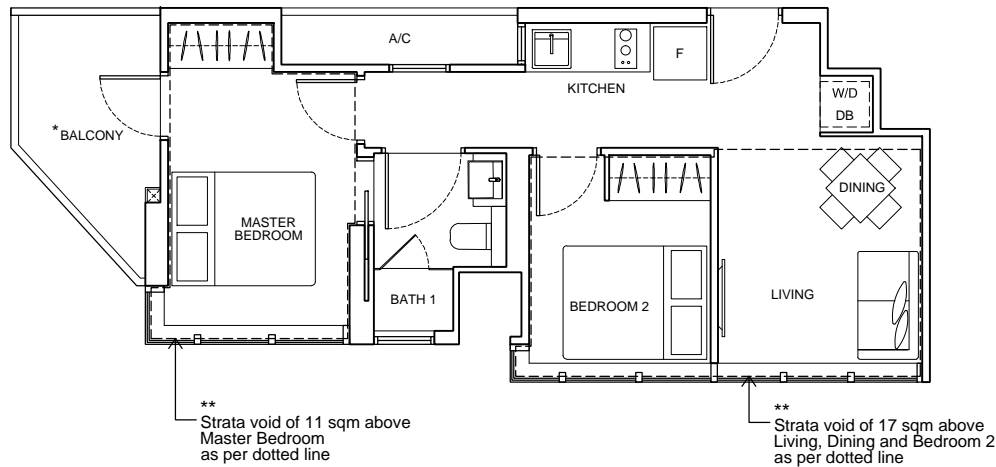 A/C
F
KITCHEN
W/D
DB
*BALCONY
DINING
MASTER
BEDROOM
LIVING
BATH 1
BEDROOM 2
**
Strata void of 11 sqm above
Master Bedroom
as per dotted line
**
Strata void of 17 sqm above
Living, Dining and Bedroom 2
as per dotted line